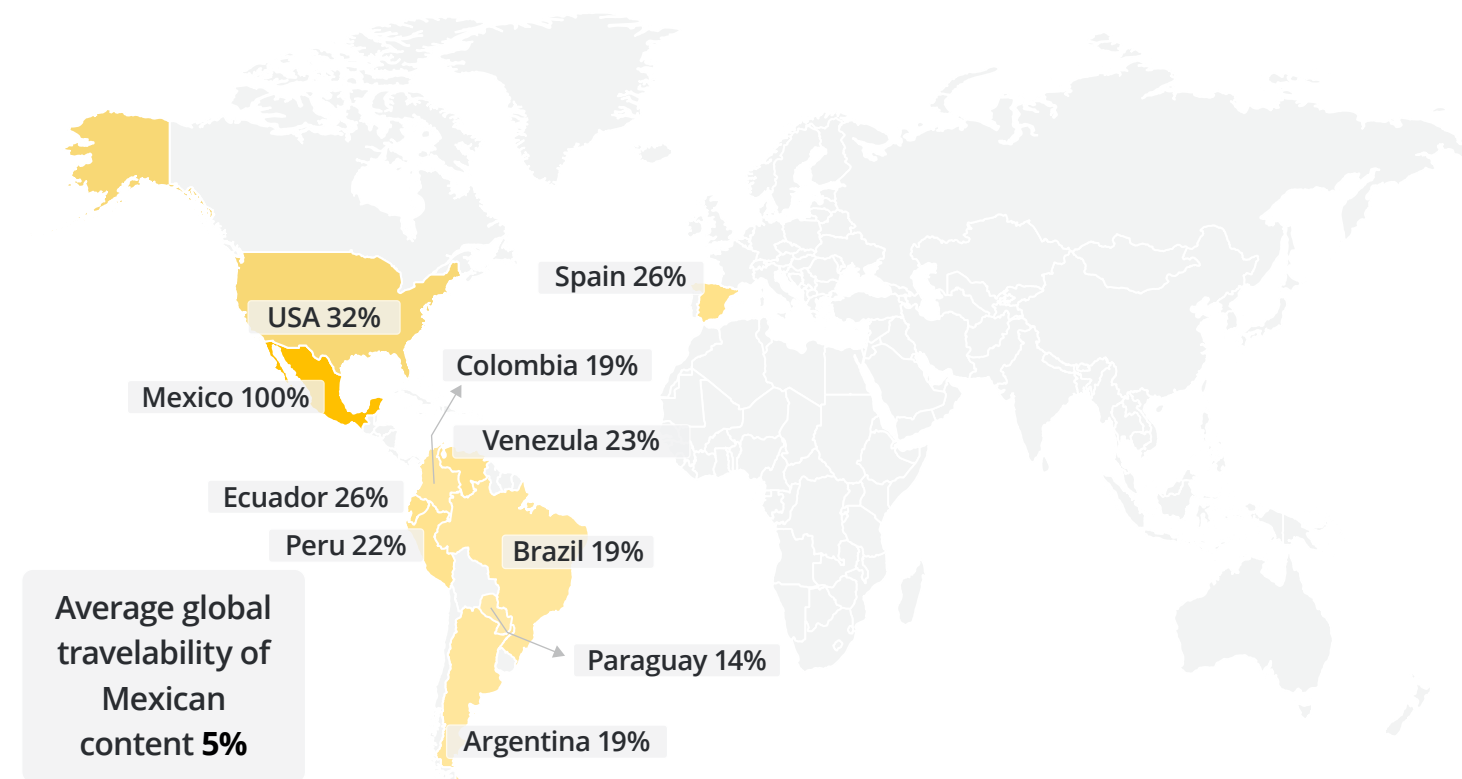 Spain 26%
USA 32%
Colombia 19%
Mexico 100%
Venezula 23%
Ecuador 26%
Peru 22%
Brazil 19%
Average global
travelability of
Mexican
content 5%
Paraguay 14%
Argentina 19%